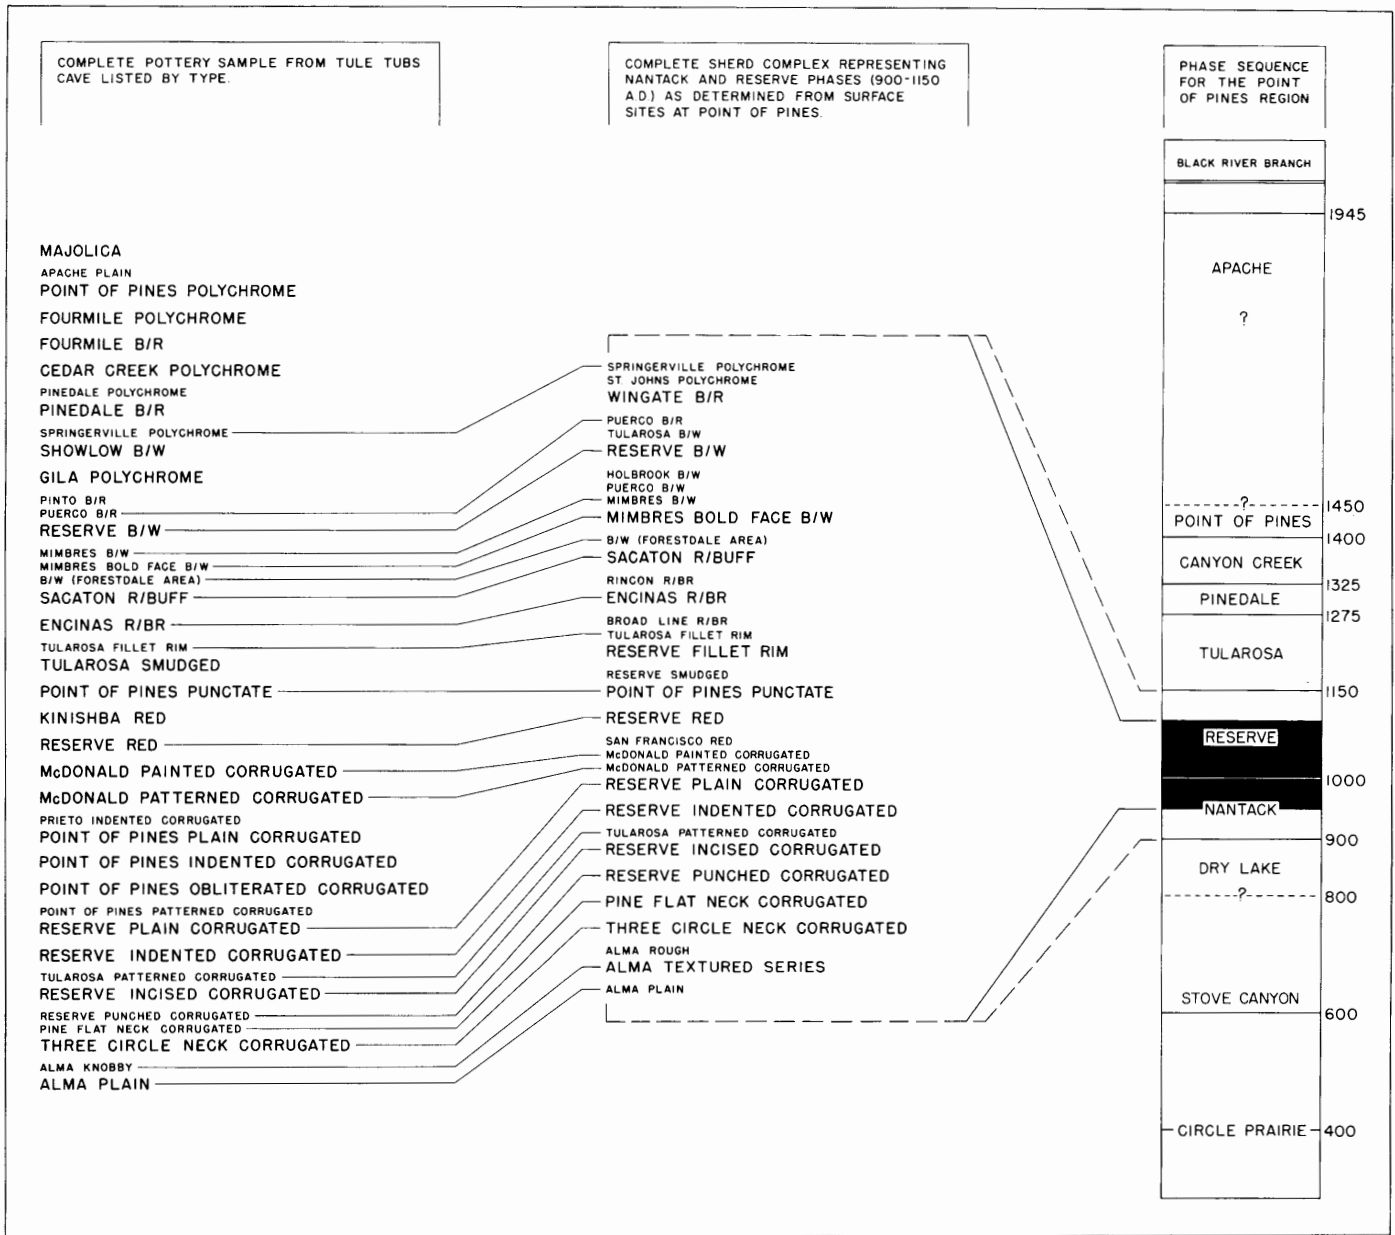 COMPLETE POTTERY SAMPLE FROM TULE TUBS
CAVE LISTED BY TYPE.
MAJOLICA
APACHE PLAIN
POINT OF PINES POLYCHROME
FOURMILE POLYCHROME
FOURMILE B/R
CEDAR CREEK POLYCHROME
PINEDALE POLYCHROME
PINEDALE B/R
SPRINGERVILLE POLYCHROME
SHOWLOW B/W
GILA POLYCHROME
PINTO B/R
PUERCO B/R
RESERVE B/W
MIMBRES B/W
MIMBRES BOLD FACE B/W
B/W (FORESTDALE AREA)
SACATON R/BUFF
ENCINAS R/BR
TULAROSA FILLET RIM
TULAROSA SMUDGED
POINT OF PINES PUNCTATE
KINISHBA RED
RESERVE RED
McDONALD PAINTED CORRUGATED
McDONALD PATTERNED CORRUGATED
PRIETO INDENTED CORRUGATED
POINT OF PINES PLAIN CORRUGATED
POINT OF PINES INDENTED CORRUGATED
POINT OF PINES OBLITERATED CORRUGATED
POINT OF PINES PATTERNED CORRUGATED
RESERVE PLAIN CORRUGATED
RESERVE INDENTED CORRUGATED
TULAROSA PATTERNED CORRUGATED
RESERVE INCISED CORRUGATED
RESERVE PUNCHED CORRUGATED
PINE FLAT NECK CORRUGATED
THREE CIRCLE NECK CORRUGATED
ALMA KNOBBY
ALMA PLAIN
COMPLETE SHERD COMPLEX REPRESENTING
NANTACK AND RESERVE PHASES (900-1150
A.D.) AS DETERMINED FROM SURFACE
SITES AT POINT OF PINES.
SPRINGERVILLE POLYCHROME
ST. JOHNS POLYCHROME
WINGATE B/R
PUERCO B/R
TULAROSA B/W
RESERVE B/W
HOLBROOK B/W
PUERCO B/W
MIMBRES B/W
MIMBRES BOLD FACE B/W
B/W (FORESTDALE AREA)
SACATON R/BUFF
RINCON R/BR
ENCINAS R/BR
BROAD LINE R/BR
TULAROSA FILLET RIM
RESERVE FILLET RIM
RESERVE SMUDGED
POINT OF PINES PUNCTATE
RESERVE RED
SAN FRANCISCO RED
McDONALD PAINTED CORRUGATED
McDONALD PATTERNED CORRUGATED
RESERVE PLAIN CORRUGATED
RESERVE INDENTED CORRUGATED
TULAROSA PATTERNED CORRUGATED
RESERVE INCISED CORRUGATED
RESERVE PUNCHED CORRUGATED
PINE FLAT NECK CORRUGATED
THREE CIRCLE NECK CORRUGATED
ALMA ROUGH
ALMA TEXTURED SERIES
ALMA PLAIN
PHASE SEQUENCE
FOR THE POINT
OF PINES REGION
BLACK RIVER BRANCH
1945
APACHE
?
? 1450
POINT OF PINES
1400
CANYON CREEK
1325
PINEDALE
1275
TULAROSA
1150
RESERVE
1000
NANTACK
900
DRY LAKE
? 800
STOVE CANYON
600
CIRCLE PRAIRIE 400